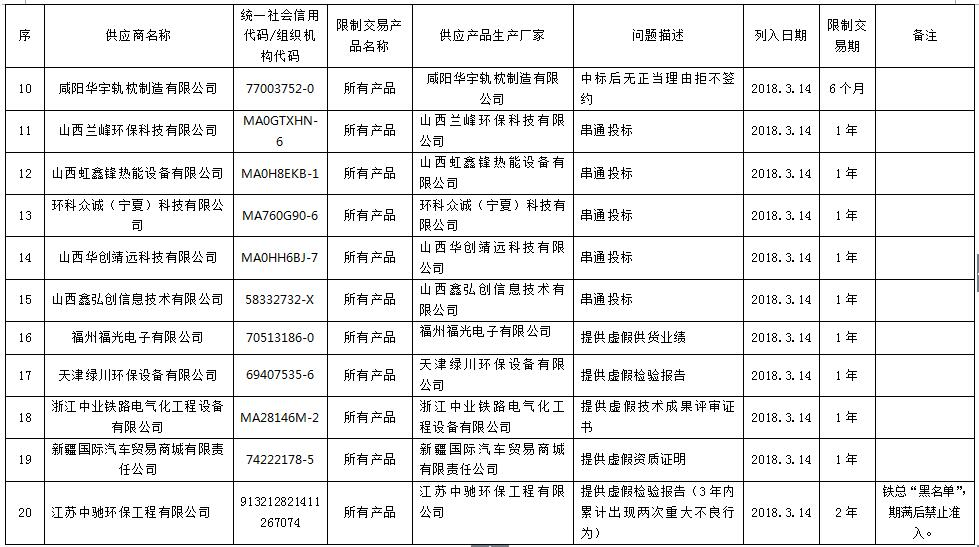 序
供应商名称
统一社会信用
代码/组织机
构代码
限制交易产
品名称
供应产品生产厂家
问题描述
列入日期
限制交
易期
备注
10
咸阳华宇轨枕制造有限公司
77003752-0
所有产品
咸阳华宇轨枕制造有限
公司
中标后无正当理由拒不签
约
2018.3.14
6个月
11
山西兰峰环保科技有限公司
MA0GTXHN-
6
所有产品
山西兰峰环保科技有限
公司
串通投标
2018.3.14
1年
12
山西虹鑫锋热能设备有限公司
MA0H8EKB-1
所有产品
山西虹鑫锋热能设备有
限公司
串通投标
2018.3.14
1年
13
环科众诚（宁夏）科技有限公
司
MA760G90-6
所有产品
环科众诚（宁夏）科技有
限公司
串通投标
2018.3.14
1年
14
山西华创靖远科技有限公司
MA0HH6BJ-7
所有产品
山西华创靖远科技有限
公司
串通投标
2018.3.14
1年
15
山西鑫弘创信息技术有限公司
58332732-X
所有产品
山西鑫弘创信息技术有
限公司
串通投标
2018.3.14
1年
16
福州福光电子有限公司
70513186-0
所有产品
福州福光电子有限公司
提供虚假供货业绩
2018.3.14
1年
17
天津绿川环保设备有限公司
69407535-6
所有产品
天津绿川环保设备有限
公司
提供虚假检验报告
2018.3.14
1年
18
浙江中业铁路电气化工程设备
有限公司
MA28146M-2
所有产品
浙江中业铁路电气化工
程设备有限公司
提供虚假技术成果评审证
书
2018.3.14
1年
19
新疆国际汽车贸易商城有限责
任公司
74222178-5
所有产品
新疆国际汽车贸易商城
有限责任公司
提供虚假资质证明
2018.3.14
1年
20
江苏中驰环保工程有限公司
913212821411
267074
所有产品
江苏中驰环保工程有限
公司
提供虚假检验报告（3年内
累计出现两次重大不良行
为）
2018.3.14
2年
铁总“黑名单”，
期满后禁止准
入。